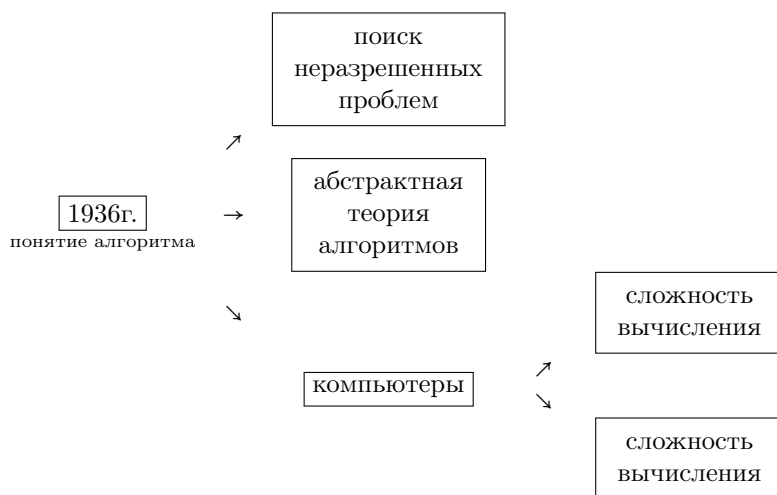 поиск
неразрешенных
проблем
абстрактная
теория
алгоритмов
1936г.
понятие алгоритма
компьютеры
сложность
вычисления
сложность
вычисления